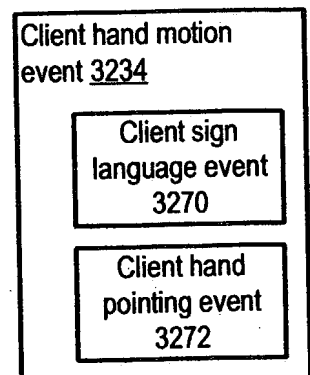 Client hand motion
event 3234
Client sign
language event
3270
Client hand
pointing event
3272